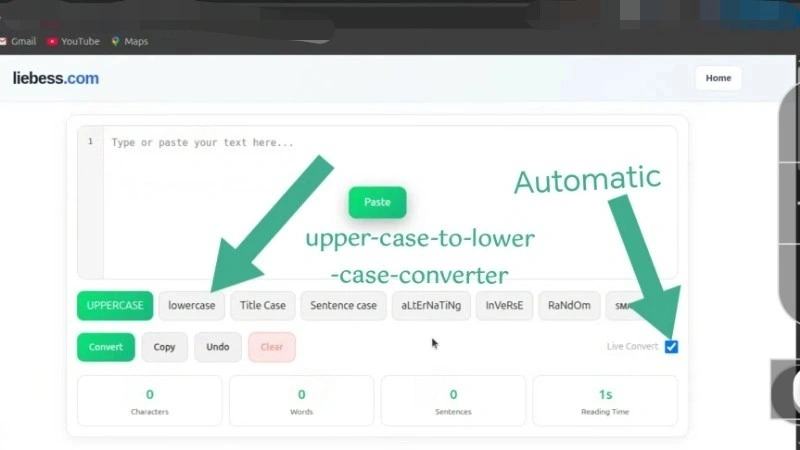 Gmail YouTube Maps
liebess.com Home
1 Type or paste your text here...
Automatic
Paste
upper-case-to-lower
-case-converter
UPPERCASE lowercase Title Case Sentence case aLtErNaTiNg InVeRsE RaNdOm
Convert Copy Undo Clear Live Convert
0 0 0 1s
Characters Words Sentences Reading Time